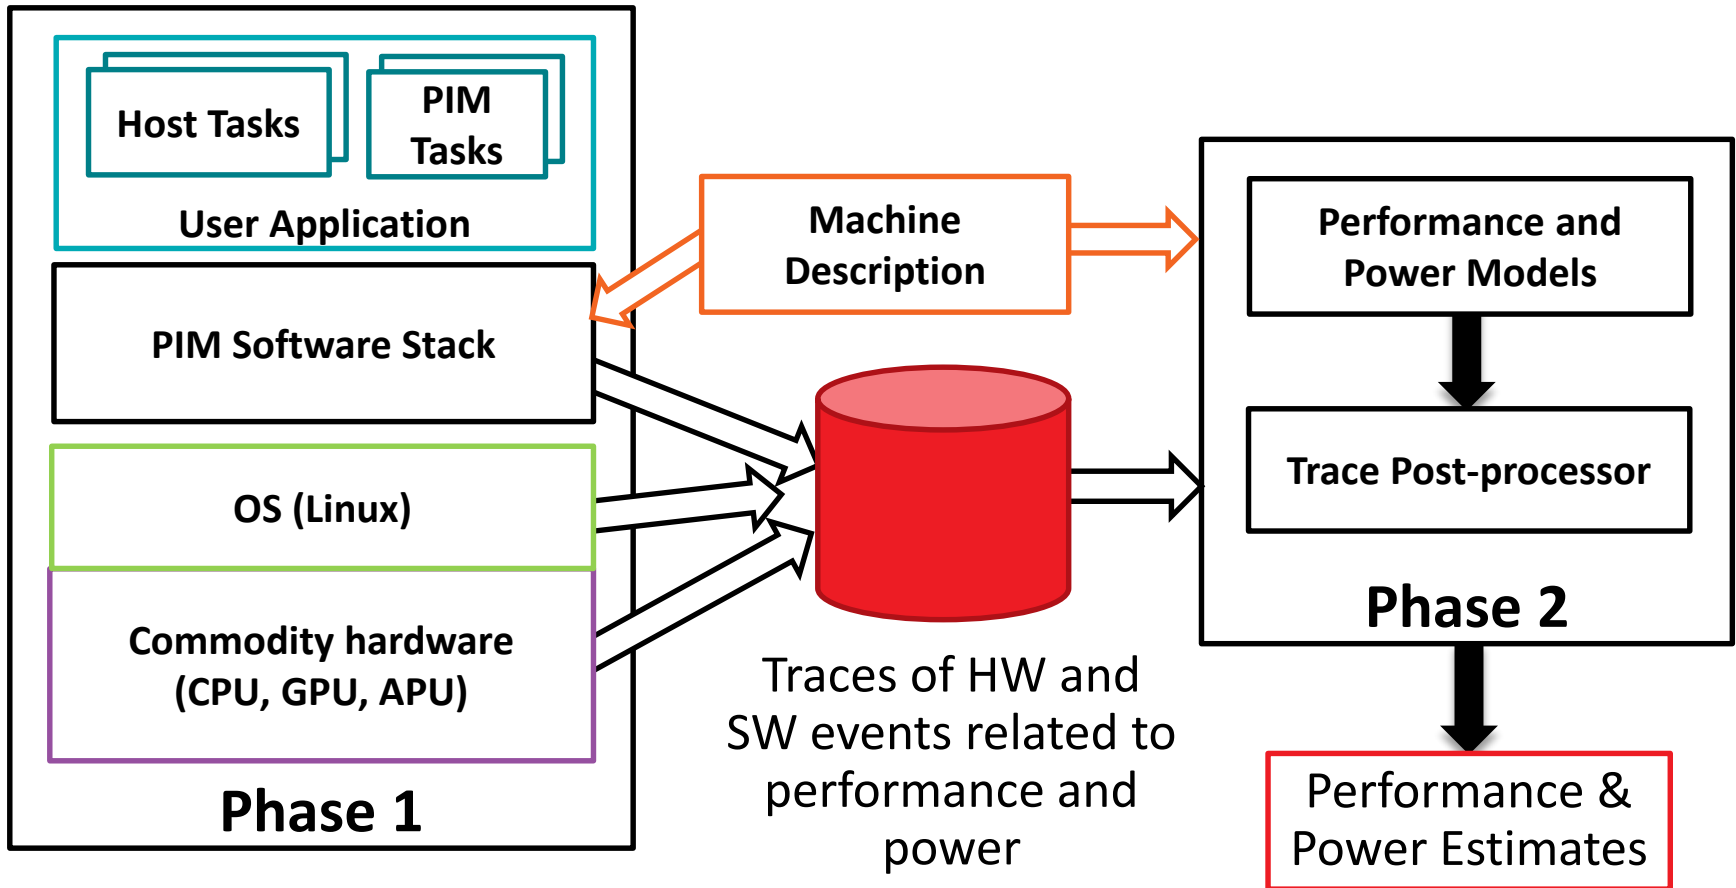 Host Tasks
PIM
Tasks
User Application
PIM Software Stack
OS (Linux)
Commodity hardware
(CPU, GPU, APU)
Phase 1
Machine
Description
Traces of HW and
SW events related to
performance and
power
Performance and
Power Models
Trace Post-processor
Phase 2
Performance &
Power Estimates